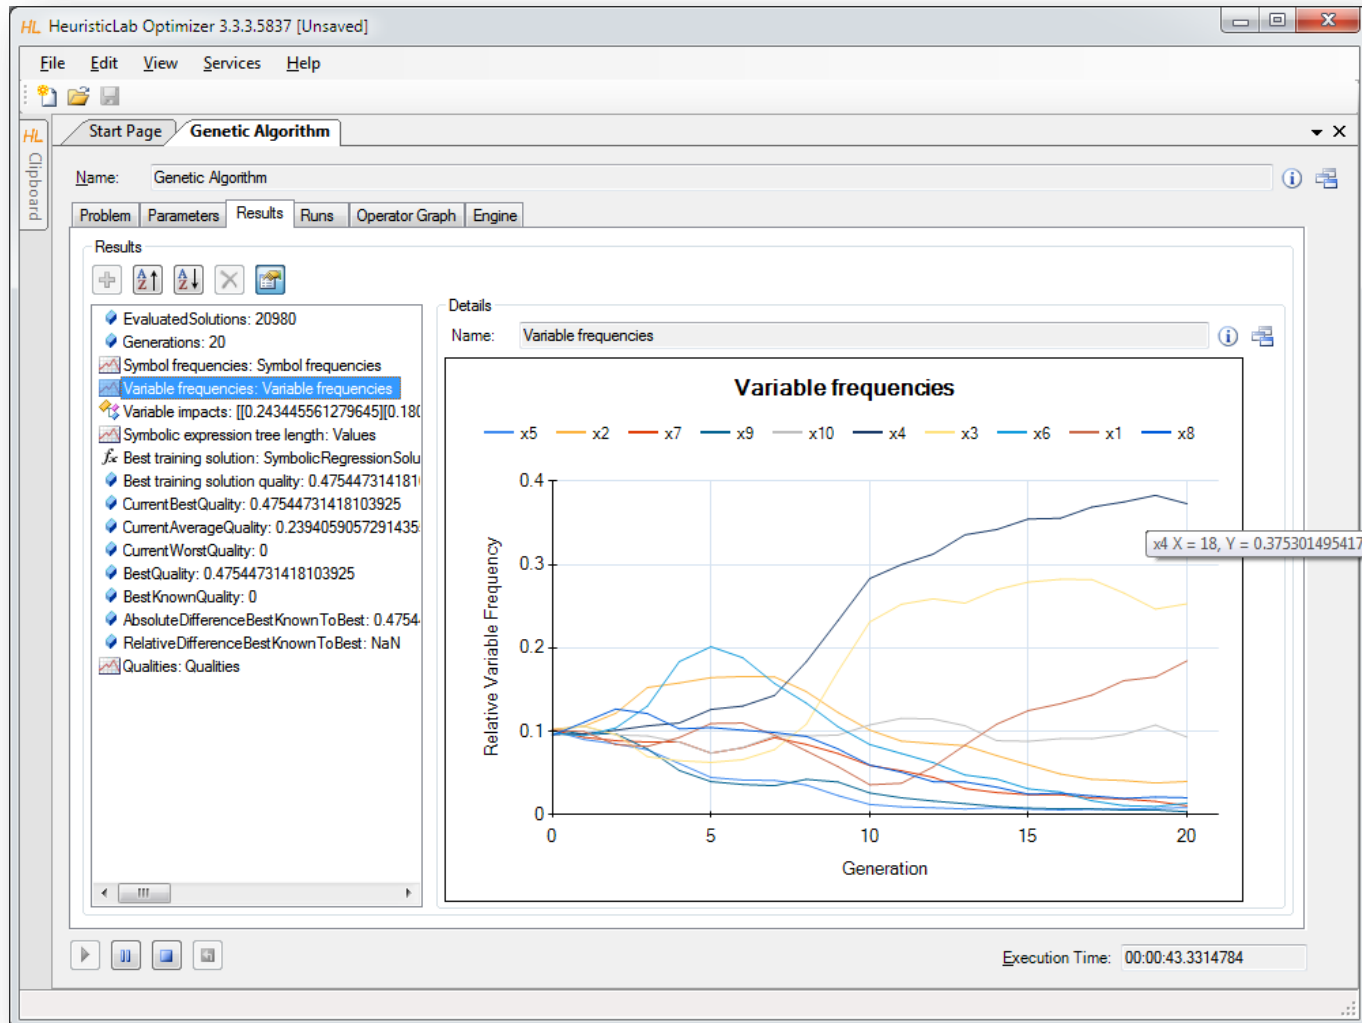 HL HeuristicLab Optimizer 3.3.3.5837 [Unsaved]
File Edit View Services Help
HL Clipboard
Start Page Genetic Algorithm
Name: Genetic Algorithm
Problem Parameters Results Runs Operator Graph Engine
Results
EvaluatedSolutions: 20980
Generations: 20
Symbol frequencies: Symbol frequencies
Variable frequencies: Variable frequencies
Variable impacts: [[0.243445561279645][0.180
Symbolic expression tree length: Values
Best training solution: SymbolicRegressionSolu
Best training solution quality: 0.4754473141810
CurrentBestQuality: 0.47544731418103925
CurrentAverageQuality: 0.2394059057291435
CurrentWorstQuality: 0
BestQuality: 0.47544731418103925
BestKnownQuality: 0
AbsoluteDifferenceBestKnownToBest: 0.4754
RelativeDifferenceBestKnownToBest: NaN
Qualities: Qualities
Details
Name: Variable frequencies
Variable frequencies
x5 x2 x7 x9 x10 x4 x3 x6 x1 x8
Relative Variable Frequency
0.4
0.3
0.2
0.1
0
x4 X = 18, Y = 0.375301495417
0 5 10 15 20
Generation
Execution Time: 00:00:43.3314784